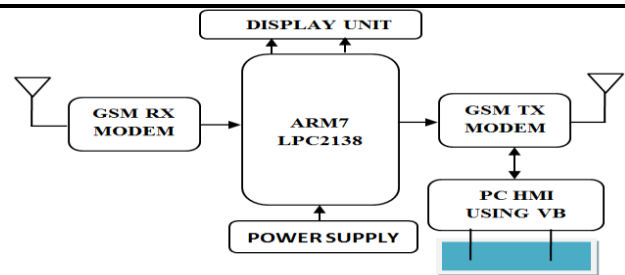 DISPLAY UNIT
GSM RX
MODEM
ARM7
LPC2138
GSM TX
MODEM
PC HMI
USING VB
POWER SUPPLY